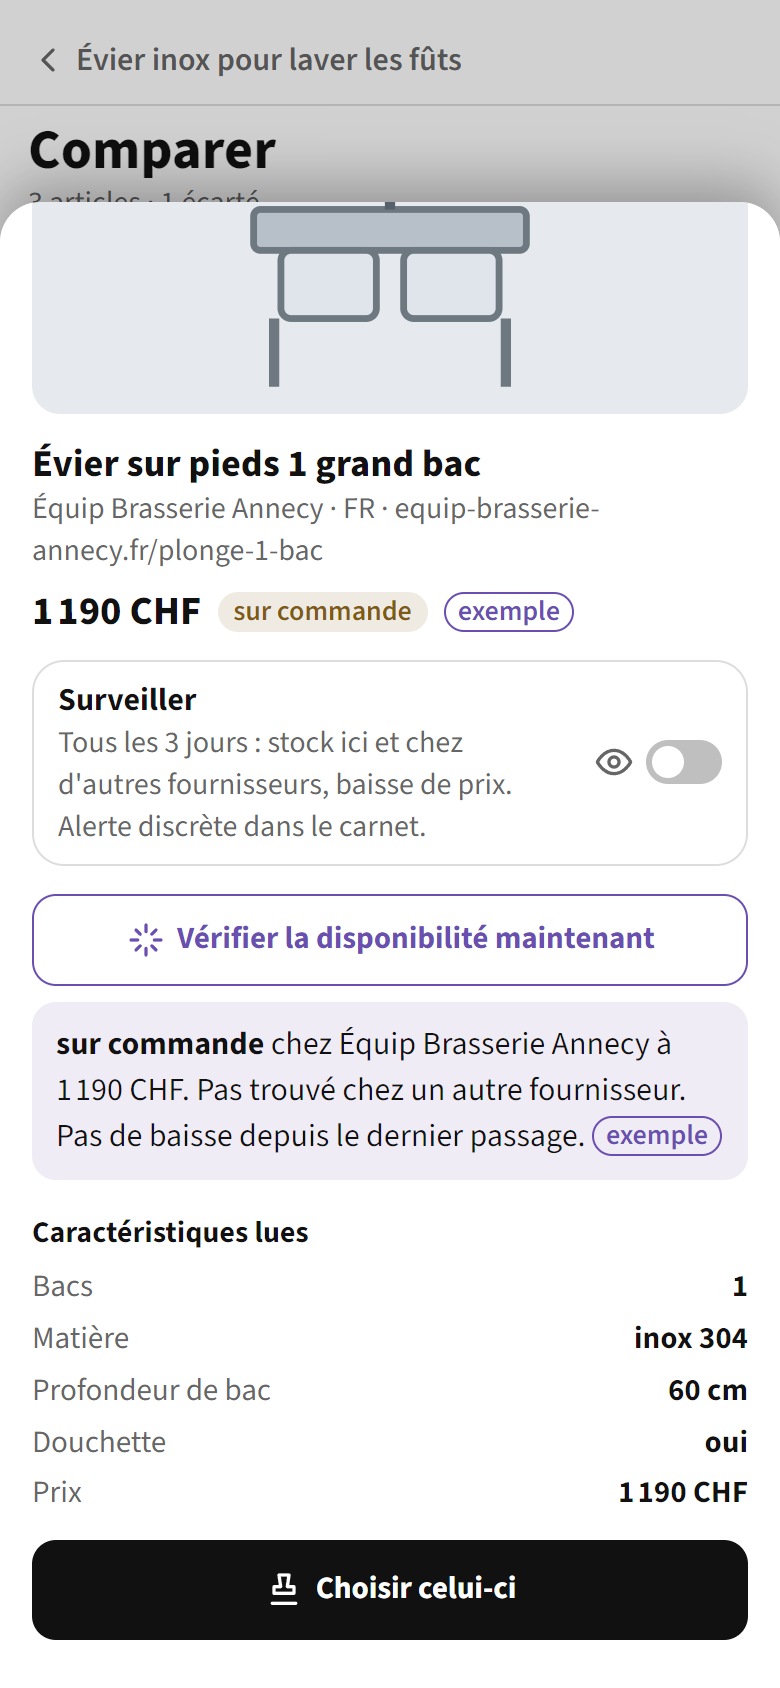 Évier inox pour laver les fûts
Comparer
3 articles · 1 écarté
Évier sur pieds 1 grand bac
Équip Brasserie Annecy · FR · equip-brasserie-
annecy.fr/plonge-1-bac
1 190 CHF sur commande exemple
Surveiller
Tous les 3 jours : stock ici et chez
d'autres fournisseurs, baisse de prix.
Alerte discrète dans le carnet.
Vérifier la disponibilité maintenant
sur commande chez Équip Brasserie Annecy à
1 190 CHF. Pas trouvé chez un autre fournisseur.
Pas de baisse depuis le dernier passage. exemple
Caractéristiques lues
Bacs 1
Matière inox 304
Profondeur de bac 60 cm
Douchette oui
Prix 1 190 CHF
Choisir celui-ci